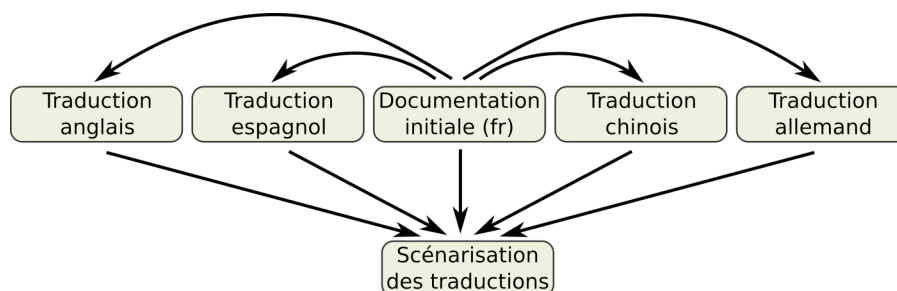 Traduction
anglais
Traduction
espagnol
Documentation
initiale (fr)
Traduction
chinois
Traduction
allemand
Scénarisation
des traductions